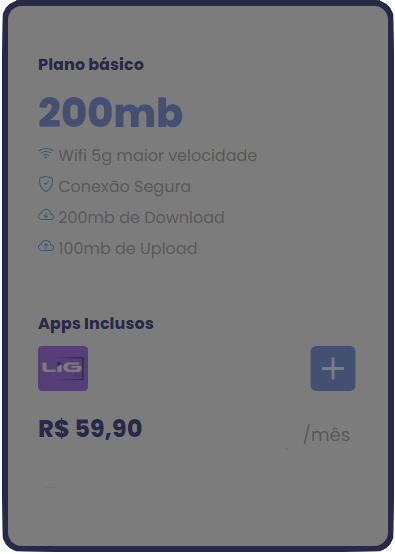 Plano básico
200mb
Wifi 5g maior velocidade
Conexão Segura
200mb de Download
100mb de Upload
Apps Inclusos
LiG
R$ 59,90 /mês